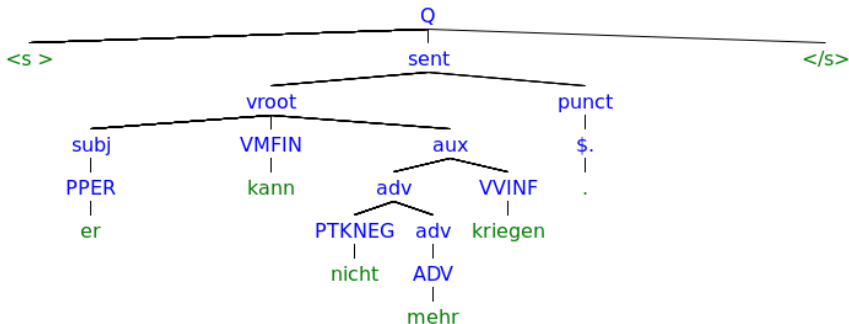 Q
<s > sent </s>
vroot punct
subj VMFIN aux $.
PPER kann adv VVINF .
er PTKNEG adv kriegen
nicht ADV
mehr